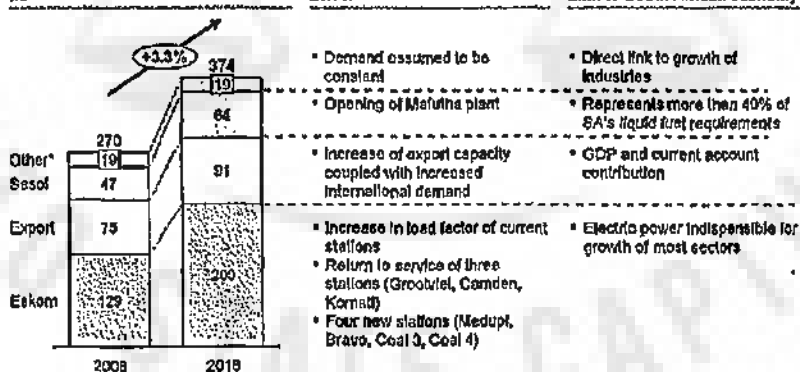 +3.3%
374
19
64
91
200
270
19
47
75
129
Other*
Sasol
Export
Eskom
2018
• Demand assumed to be
constant
• Opening of Mafutha plant
• Increase of export capacity
coupled with increased
international demand
• Increase in load factor of current
stations
• Return to service of three
stations (Grootvlei, Camden,
Komati)
• Four new stations (Medupi,
Bravo, Coal 3, Coal 4)
• Direct link to growth of
industries
• Represents more than 40% of
SA's liquid fuel requirements
• GDP and current account
contribution
• Electric power indispensible for
growth of most sectors